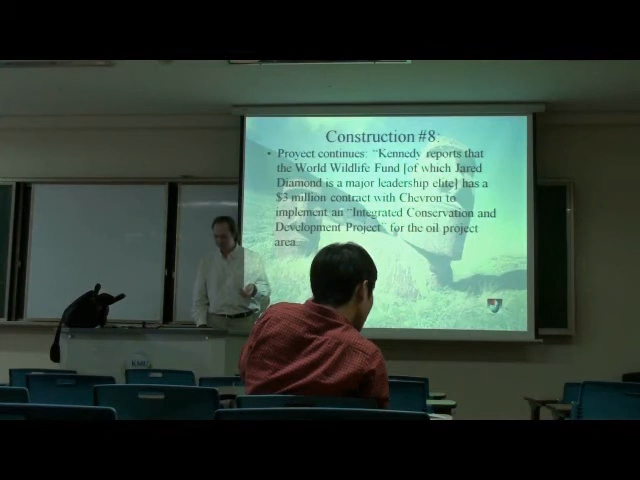 Construction #8:
• Proyect continues: “Kennedy reports that
the World Wildlife Fund [of which Jared
Diamond is a major leadership elite] has a
$3 million contract with Chevron to
implement an “Integrated Conservation and
Development Project” for the oil project
area.
KMU